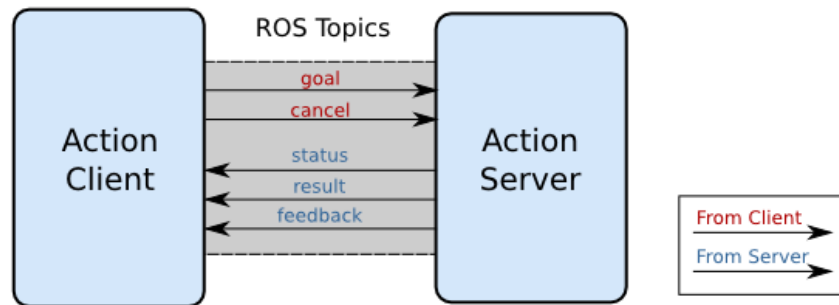 ROS Topics
Action
Client
goal
cancel
status
result
feedback
Action
Server
From Client
From Server